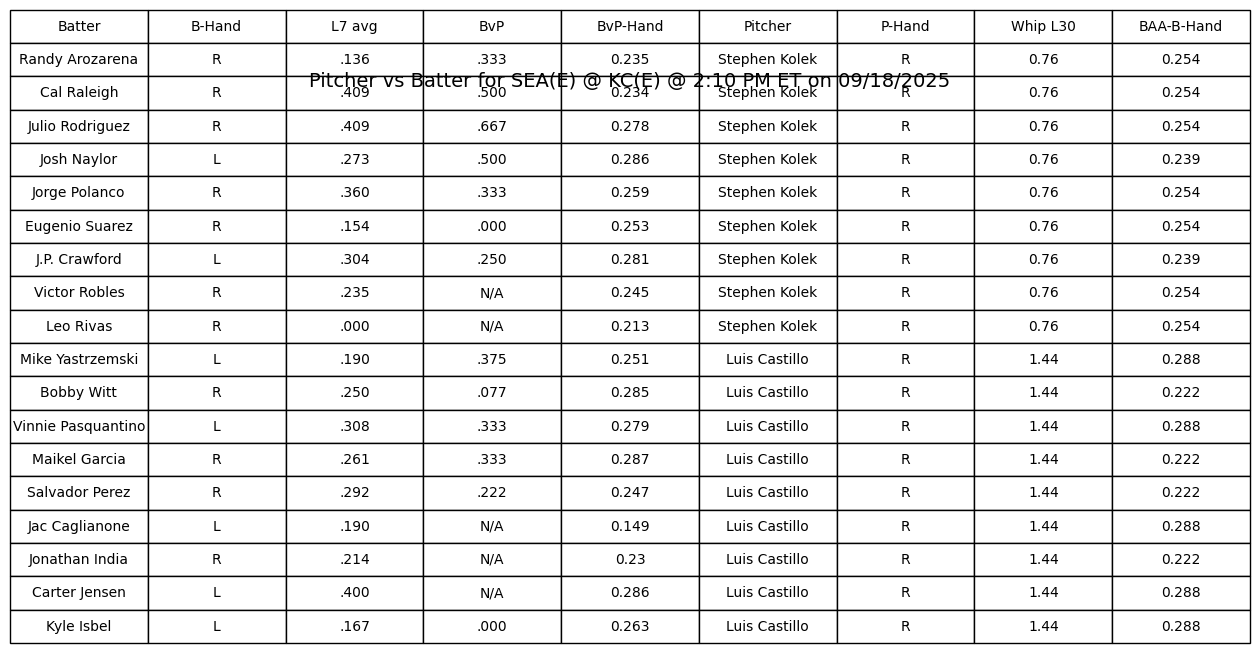 Batter B-Hand L7 avg BvP BvP-Hand Pitcher P-Hand Whip L30 BAA-B-Hand
Randy Arozarena R .136 .333 0.235 Stephen Kolek R 0.76 0.254
Pitcher vs Batter for SEA(E) @ KC(E) @ 2:10 PM ET on 09/18/2025
Cal Raleigh R .409 .500 0.234 Stephen Kolek R 0.76 0.254
Julio Rodriguez R .409 .667 0.278 Stephen Kolek R 0.76 0.254
Josh Naylor L .273 .500 0.286 Stephen Kolek R 0.76 0.239
Jorge Polanco R .360 .333 0.259 Stephen Kolek R 0.76 0.254
Eugenio Suarez R .154 .000 0.253 Stephen Kolek R 0.76 0.254
J.P. Crawford L .304 .250 0.281 Stephen Kolek R 0.76 0.239
Victor Robles R .235 N/A 0.245 Stephen Kolek R 0.76 0.254
Leo Rivas R .000 N/A 0.213 Stephen Kolek R 0.76 0.254
Mike Yastrzemski L .190 .375 0.251 Luis Castillo R 1.44 0.288
Bobby Witt R .250 .077 0.285 Luis Castillo R 1.44 0.222
Vinnie Pasquantino L .308 .333 0.279 Luis Castillo R 1.44 0.288
Maikel Garcia R .261 .333 0.287 Luis Castillo R 1.44 0.222
Salvador Perez R .292 .222 0.247 Luis Castillo R 1.44 0.222
Jac Caglianone L .190 N/A 0.149 Luis Castillo R 1.44 0.288
Jonathan India R .214 N/A 0.23 Luis Castillo R 1.44 0.222
Carter Jensen L .400 N/A 0.286 Luis Castillo R 1.44 0.288
Kyle Isbel L .167 .000 0.263 Luis Castillo R 1.44 0.288